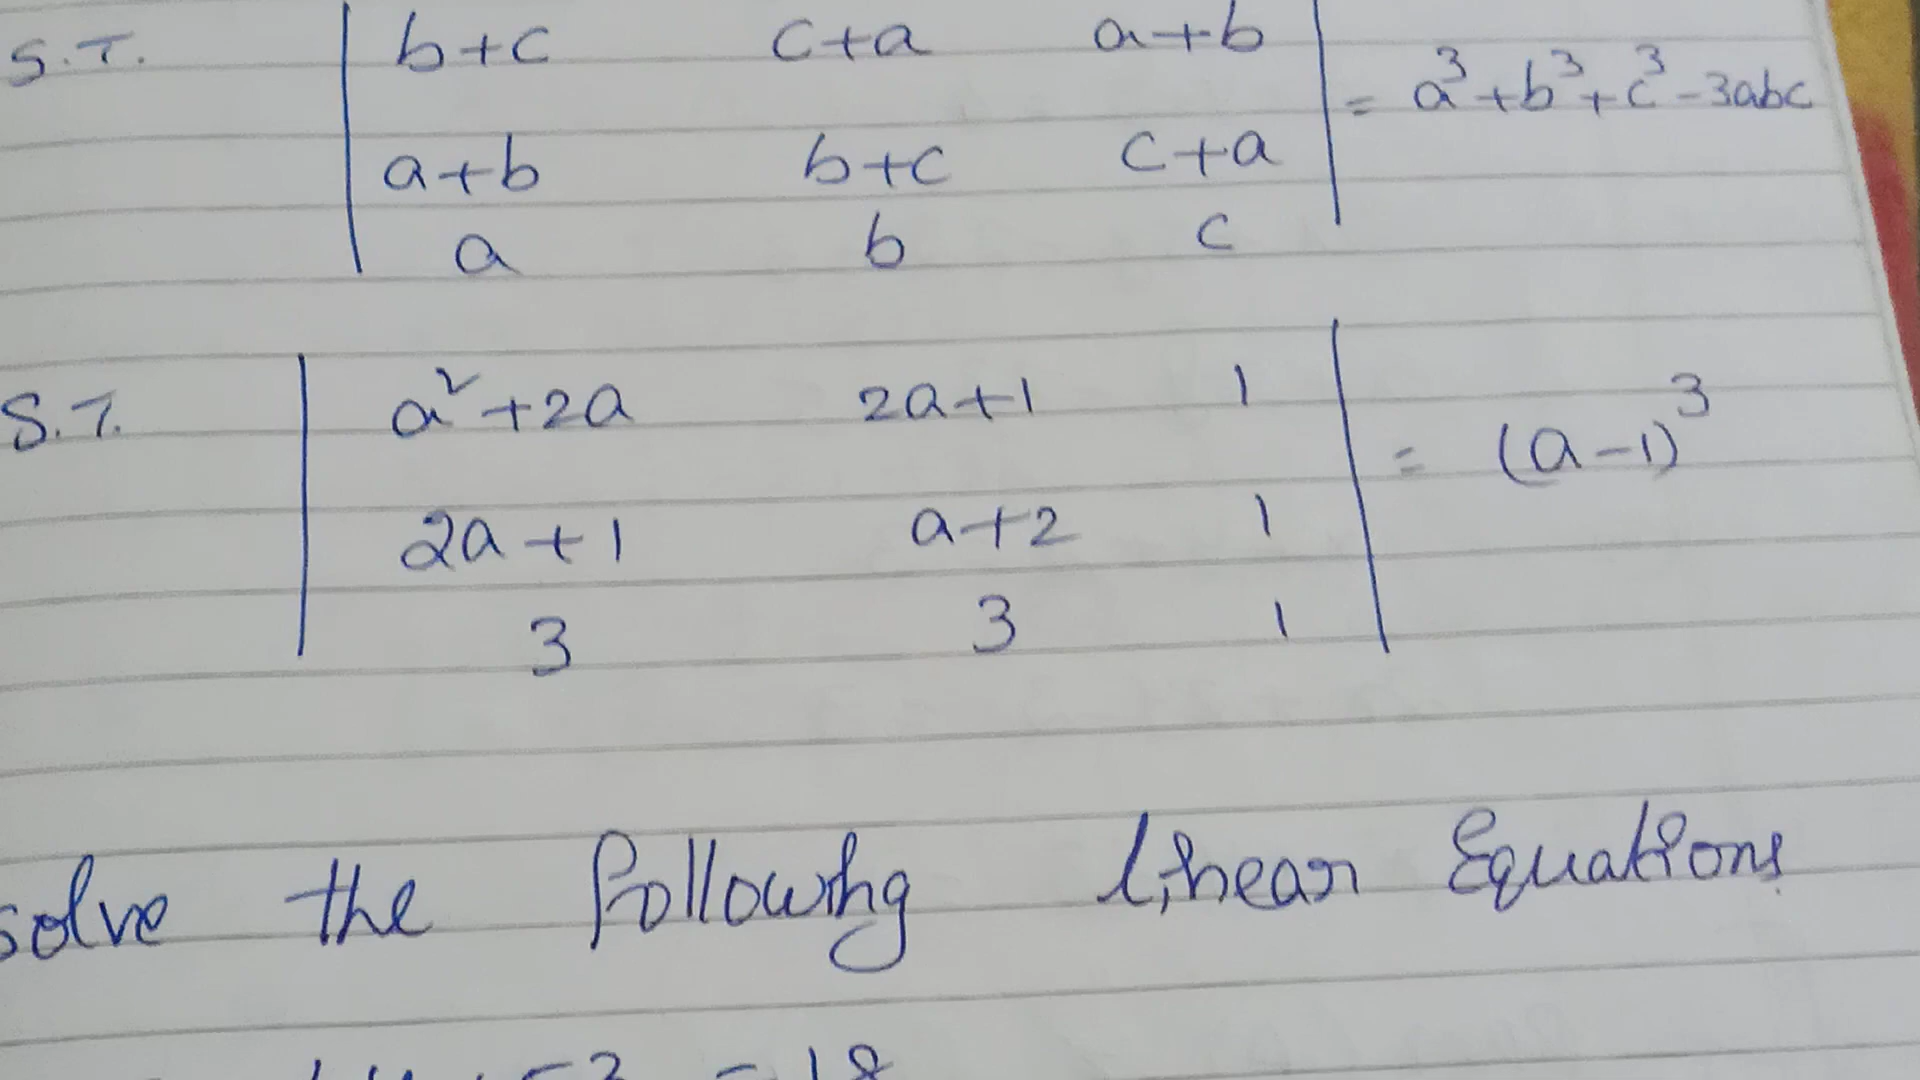 S.T. | b+c c+a a+b | = a³+b³+c³-3abc
a+b b+c c+a
a b c
S.T. | a²+2a 2a+1 1 | = (a-1)³
2a+1 a+2 1
3 3 1
solve the following linear Equations